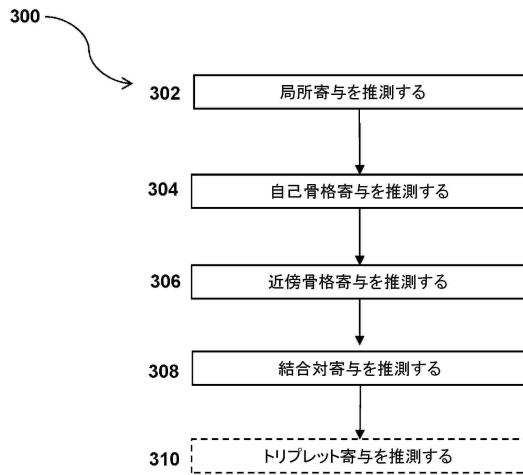 300
302 局所寄与を推測する
304 自己骨格寄与を推測する
306 近傍骨格寄与を推測する
308 結合対寄与を推測する
310 トリプレット寄与を推測する